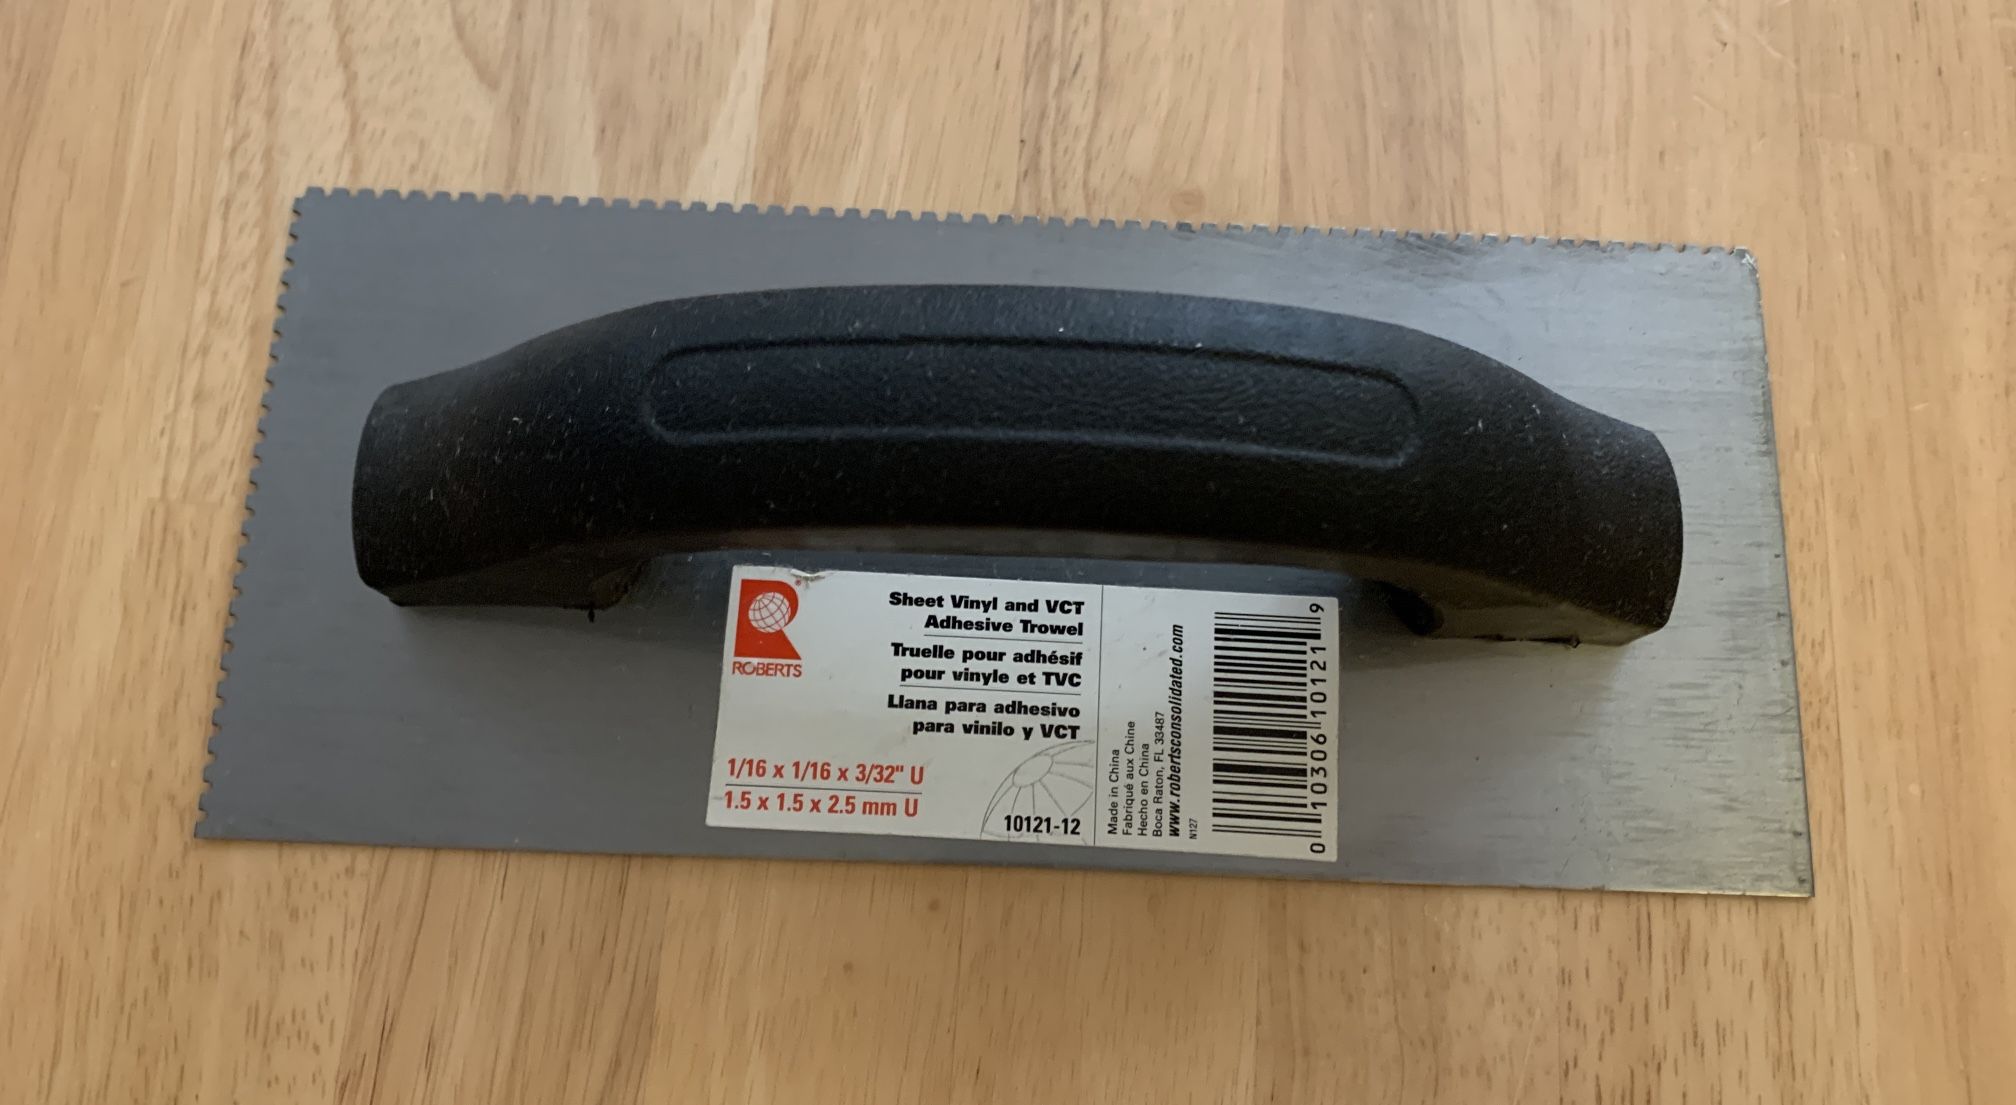 ROBERTS
Sheet Vinyl and VCT
Adhesive Trowel
Truelle pour adhésif
pour vinyle et TVC
Llana para adhesivo
para vinilo y VCT
1/16 x 1/16 x 3/32" U
1.5 x 1.5 x 2.5 mm U
10121-12
Made in China
Fabriqué aux Chine
Hecho en China
Boca Raton, FL 33487
www.robertsconsolidated.com
N127
0 10306 10121 9